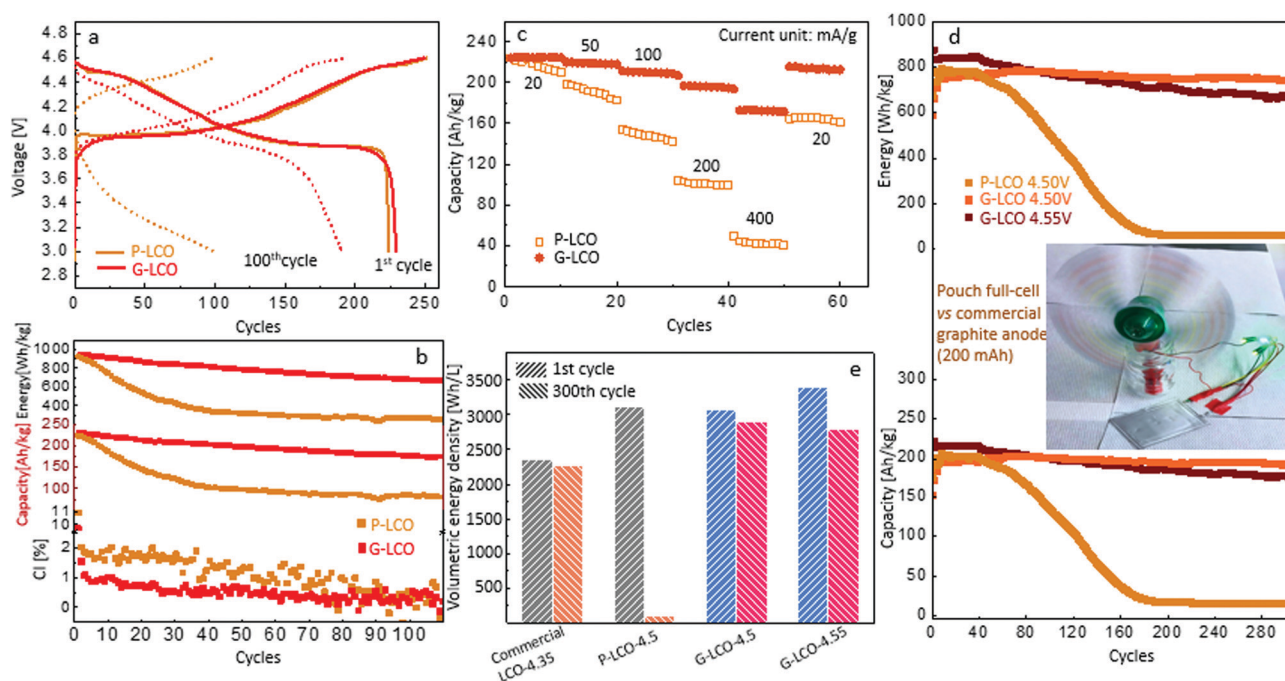 a
4.8
4.6
4.4
4.2
4.0
3.8
3.6
3.4
3.2
3.0
2.8
Voltage [V]
P-LCO
G-LCO
100th cycle
1st cycle
0 50 100 150 200 250
Cycles
b
1000
800
600
400
250
200
150
100
11
10
2
1
0
Capacity[Ah/kg] Energy[Wh/kg]
CI [%]
P-LCO
G-LCO
0 10 20 30 40 50 60 70 80 90 100
Cycles
c
Current unit: mA/g
240
200
160
120
80
40
0
Capacity [Ah/kg]
20
50
100
200
400
20
P-LCO
G-LCO
0 20 40 60
Cycles
e
1st cycle
300th cycle
3500
3000
2500
2000
1500
1000
500
Volumetric energy density [Wh/L]
Commercial
LCO-4.35
P-LCO-4.5
G-LCO-4.5
G-LCO-4.55
d
1000
800
600
400
200
0
Energy [Wh/kg]
P-LCO 4.50V
G-LCO 4.50V
G-LCO 4.55V
Pouch full-cell
vs commercial
graphite anode
(200 mAh)
250
200
150
100
50
0
Capacity [Ah/kg]
0 40 80 120 160 200 240 280
Cycles